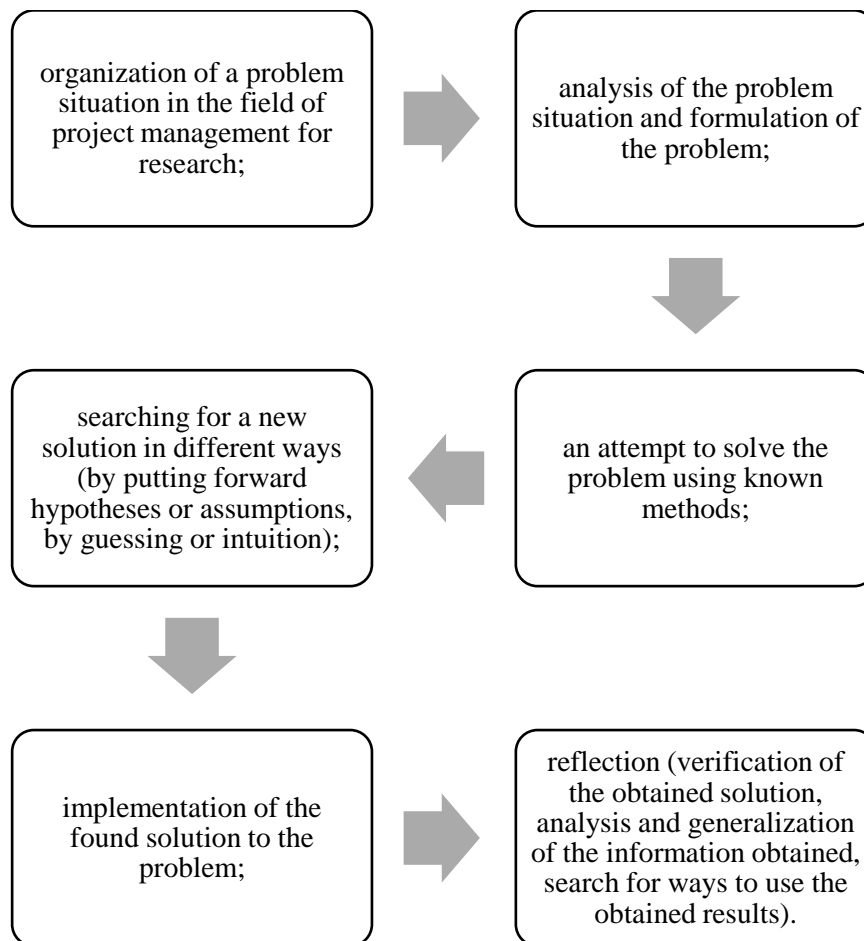 organization of a problem
situation in the field of
project management for
research;
analysis of the problem
situation and formulation of
the problem;
an attempt to solve the
problem using known
methods;
searching for a new
solution in different ways
(by putting forward
hypotheses or assumptions,
by guessing or intuition);
implementation of the
found solution to the
problem;
reflection (verification of
the obtained solution,
analysis and generalization
of the information obtained,
search for ways to use the
obtained results).